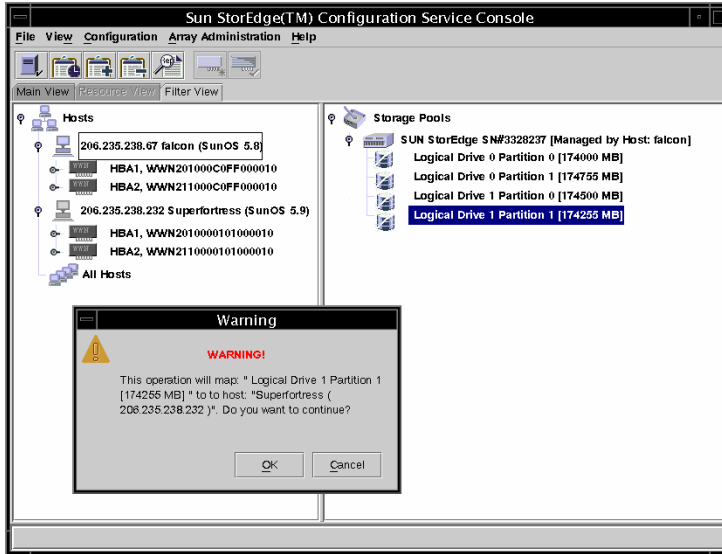 Sun StorEdge(TM) Configuration Service Console
File View Configuration Array Administration Help
Main View Resource View Filter View
Hosts
206.235.238.67 falcon (SunOS 5.8)
HBA1, WWN201000C0FF000010
HBA2, WWN211000C0FF000010
206.235.238.232 Superfortress (SunOS 5.9)
HBA1, WWN2010000101000010
HBA2, WWN2110000101000010
All Hosts
Storage Pools
SUN StorEdge SN#3328237 [Managed by Host: falcon]
Logical Drive 0 Partition 0 [174000 MB]
Logical Drive 0 Partition 1 [174755 MB]
Logical Drive 1 Partition 0 [174500 MB]
Logical Drive 1 Partition 1 [174255 MB]
Warning
WARNING!
This operation will map: " Logical Drive 1 Partition 1
[174255 MB] " to to host: "Superfortress (
206.235.238.232 )". Do you want to continue?
OK Cancel